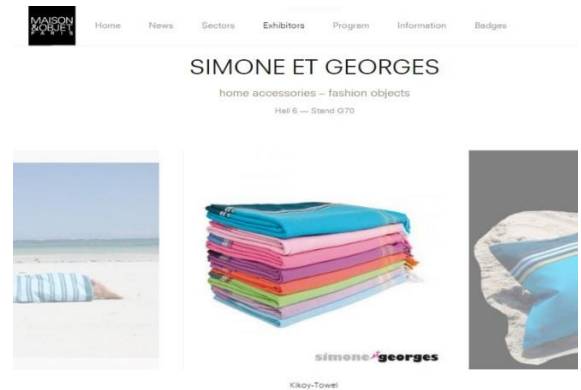 MAISON
&OBJET
PARIS
Home News Sectors Exhibitors Program Information Badges
SIMONE ET GEORGES
home accessories – fashion objects
Hall 6 — Stand G70
simone georges
Kikoy-Towel